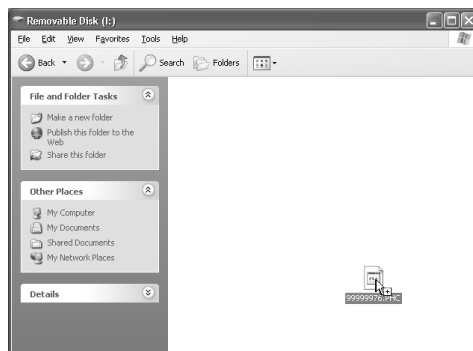 Removable Disk (I:)
File Edit View Favorites Tools Help
Back Search Folders
File and Folder Tasks
Make a new folder
Publish this folder to the
Web
Share this folder
Other Places
My Computer
My Documents
Shared Documents
My Network Places
Details
99999976.PHC